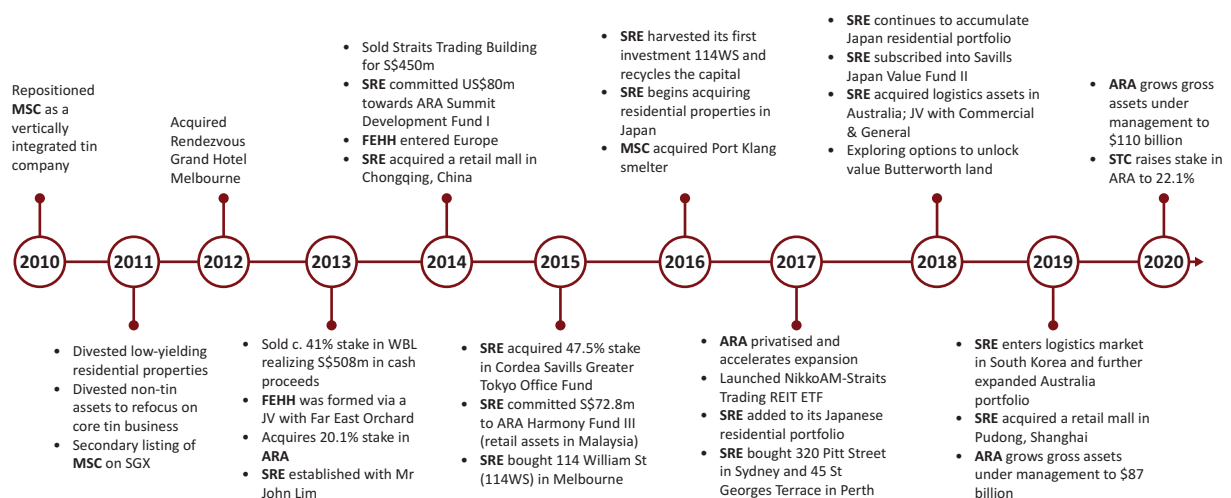 Repositioned
MSC as a
vertically
integrated tin
company
2010
2011
• Divested low-yielding
residential properties
• Divested non-tin
assets to refocus on
core tin business
• Secondary listing of
MSC on SGX
Acquired
Rendezvous
Grand Hotel
Melbourne
2012
2013
• Sold c. 41% stake in WBL
realizing S$508m in cash
proceeds
• FEHH was formed via a
JV with Far East Orchard
• Acquires 20.1% stake in
ARA
• SRE established with Mr
John Lim
• Sold Straits Trading Building
for S$450m
• SRE committed US$80m
towards ARA Summit
Development Fund I
• FEHH entered Europe
• SRE acquired a retail mall in
Chongqing, China
2014
2015
• SRE acquired 47.5% stake
in Cordea Savills Greater
Tokyo Office Fund
• SRE committed S$72.8m
to ARA Harmony Fund III
(retail assets in Malaysia)
• SRE bought 114 William St
(114WS) in Melbourne
• SRE harvested its first
investment 114WS and
recycles the capital
• SRE begins acquiring
residential properties in
Japan
• MSC acquired Port Klang
smelter
2016
2017
• ARA privatised and
accelerates expansion
• Launched NikkoAM-Straits
Trading REIT ETF
• SRE added to its Japanese
residential portfolio
• SRE bought 320 Pitt Street
in Sydney and 45 St
Georges Terrace in Perth
• SRE continues to accumulate
Japan residential portfolio
• SRE subscribed into Savills
Japan Value Fund II
• SRE acquired logistics assets in
Australia; JV with Commercial
& General
• Exploring options to unlock
value Butterworth land
2018
2019
• SRE enters logistics market
in South Korea and further
expanded Australia
portfolio
• SRE acquired a retail mall in
Pudong, Shanghai
• ARA grows gross assets
under management to $87
billion
• ARA grows gross
assets under
management to
$110 billion
• STC raises stake in
ARA to 22.1%
2020